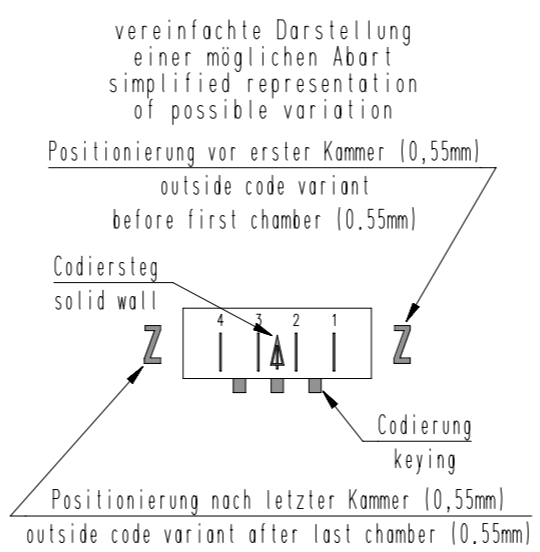 vereinfachte Darstellung
einer möglichen Abart
simplified representation
of possible variation
Positionierung vor erster Kammer (0,55mm)
outside code variant
before first chamber (0.55mm)
Codiersteg
solid wall
4 3 2 1
Z Z
Codierung
keying
Positionierung nach letzter Kammer (0,55mm)
outside code variant after last chamber (0.55mm)